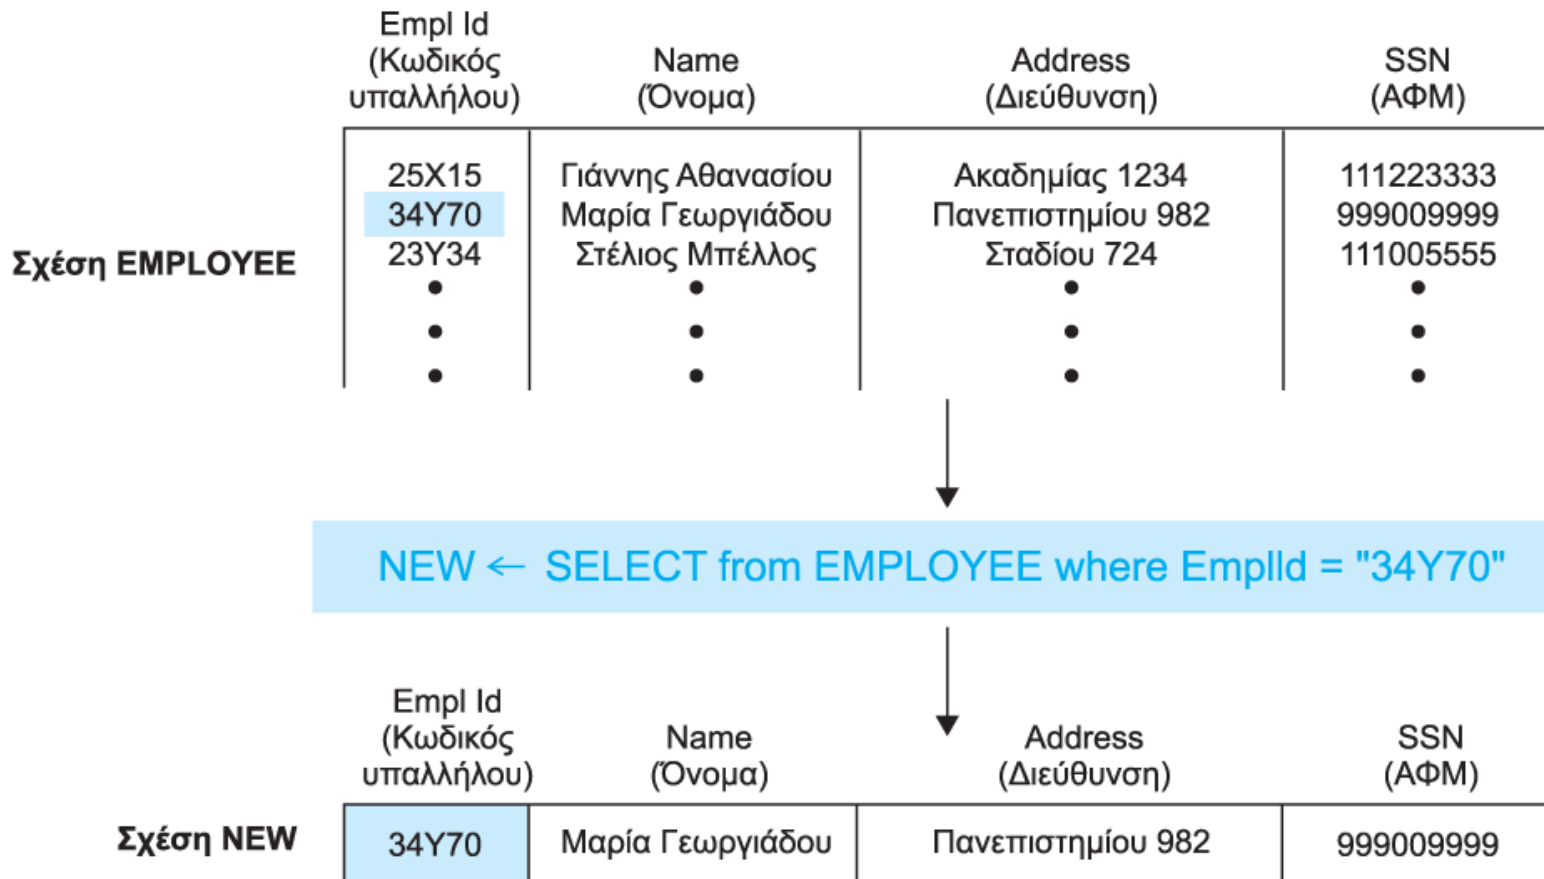 Empl Id
(Κωδικός
υπαλλήλου)
Name
(Όνομα)
Address
(Διεύθυνση)
SSN
(ΑΦΜ)
25X15 Γιάννης Αθανασίου Ακαδημίας 1234 111223333
34Y70 Μαρία Γεωργιάδου Πανεπιστημίου 982 999009999
Σχέση EMPLOYEE
23Y34 Στέλιος Μπέλλος Σταδίου 724 111005555
NEW ← SELECT from EMPLOYEE where EmplId = "34Y70"
Empl Id
(Κωδικός
υπαλλήλου)
Name
(Όνομα)
Address
(Διεύθυνση)
SSN
(ΑΦΜ)
Σχέση NEW
34Y70 Μαρία Γεωργιάδου Πανεπιστημίου 982 999009999